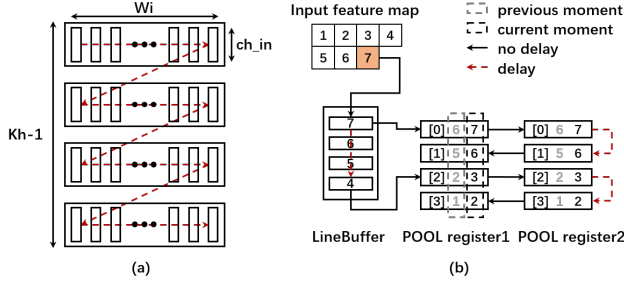 Wi
ch_in
Kh-1
(a)
Input feature map
1 2 3 4
5 6 7
previous moment
current moment
no delay
delay
7
6
5
4
[0] 6 7
[1] 5 6
[2] 2 3
[3] 1 2
[0] 6 7
[1] 5 6
[2] 2 3
[3] 1 2
LineBuffer
POOL register1
POOL register2
(b)